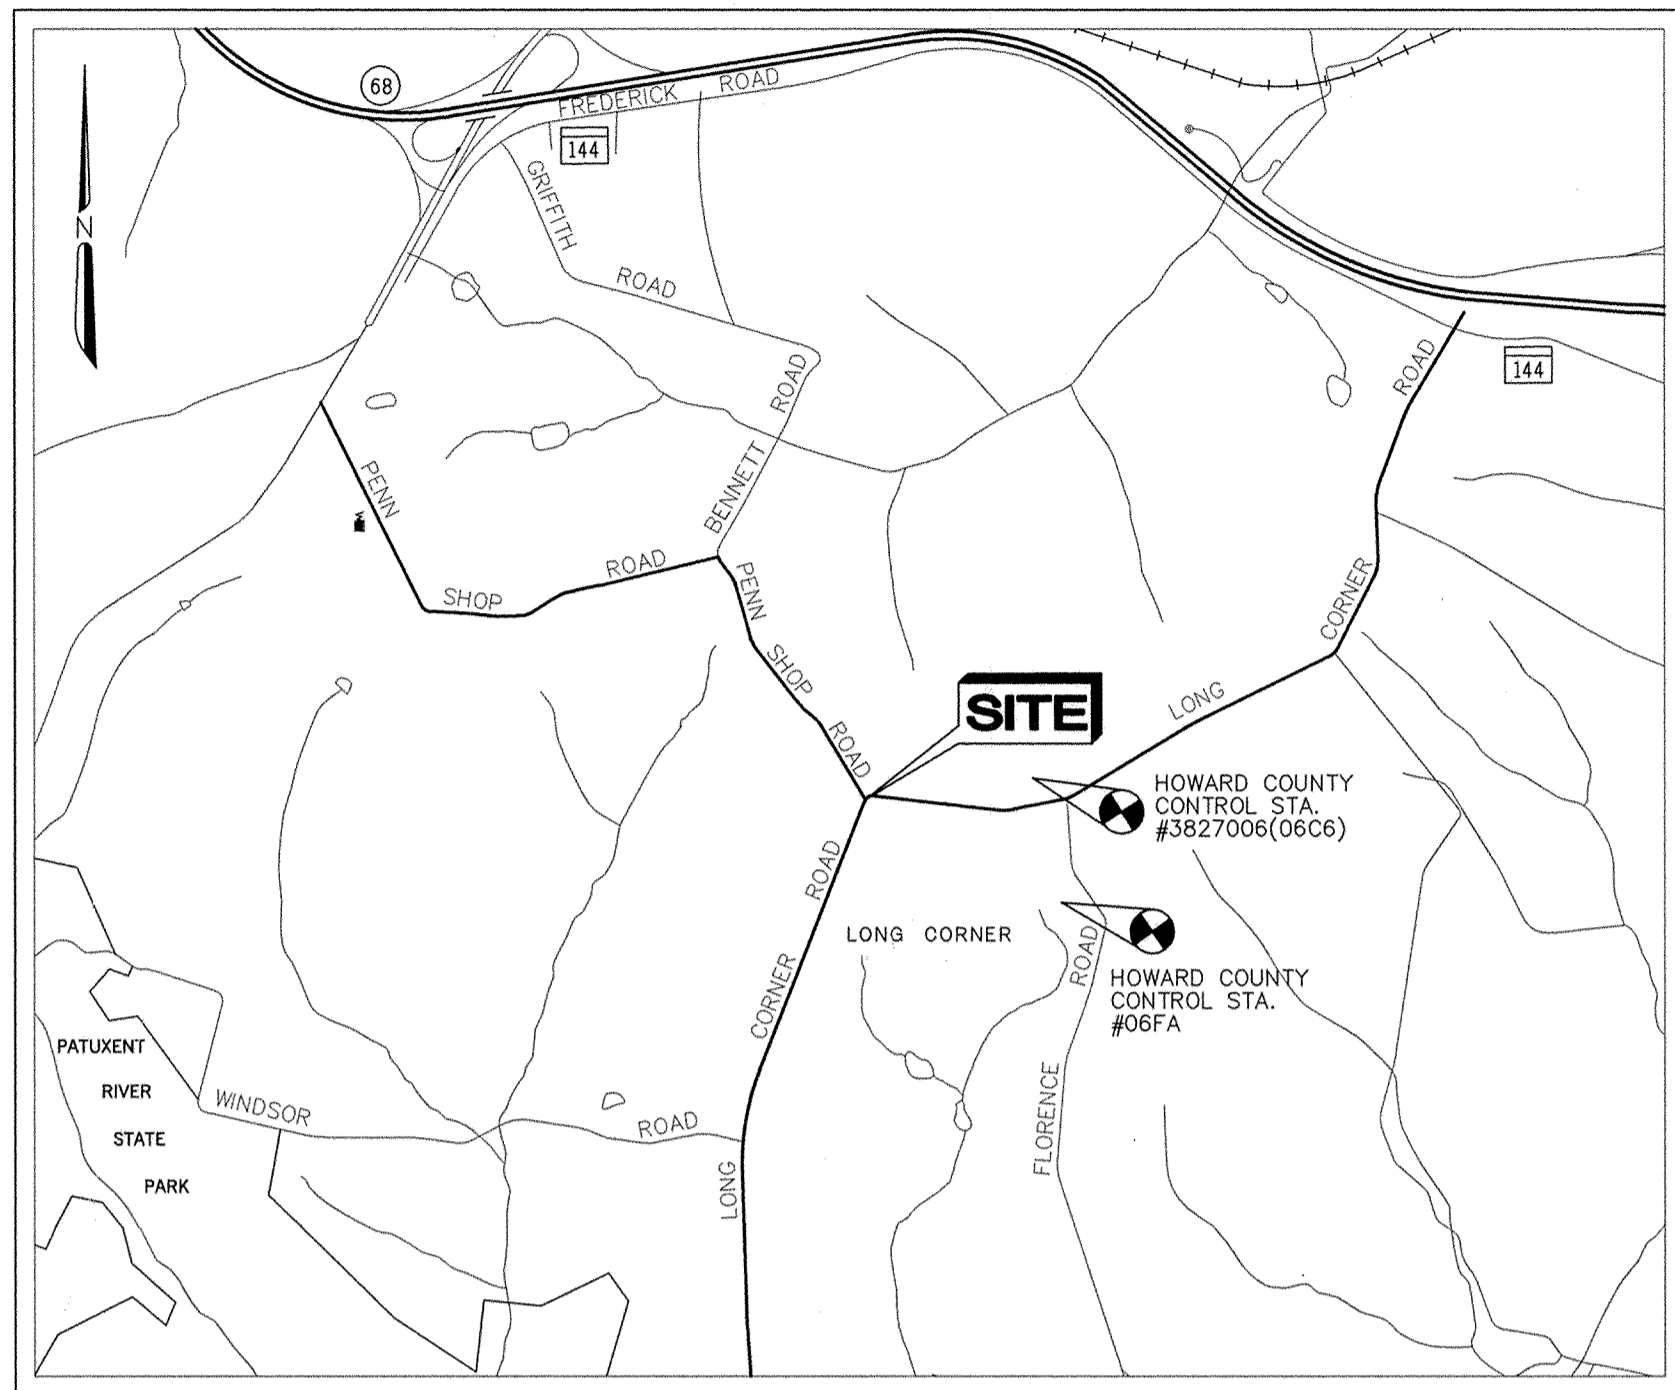 68
FREDERICK ROAD
144
N
GRIFFITH
ROAD
ROAD
144
ROAD
BENNETT
PENN
SHOP
ROAD
PENN
SHOP
ROAD
CORNER
LONG
SITE
HOWARD COUNTY
CONTROL STA.
#3827006(06C6)
ROAD
LONG CORNER
CORNER
ROAD
HOWARD COUNTY
CONTROL STA.
#06FA
PATUXENT
RIVER
STATE
PARK
WINDSOR
ROAD
LONG
FLORENCE